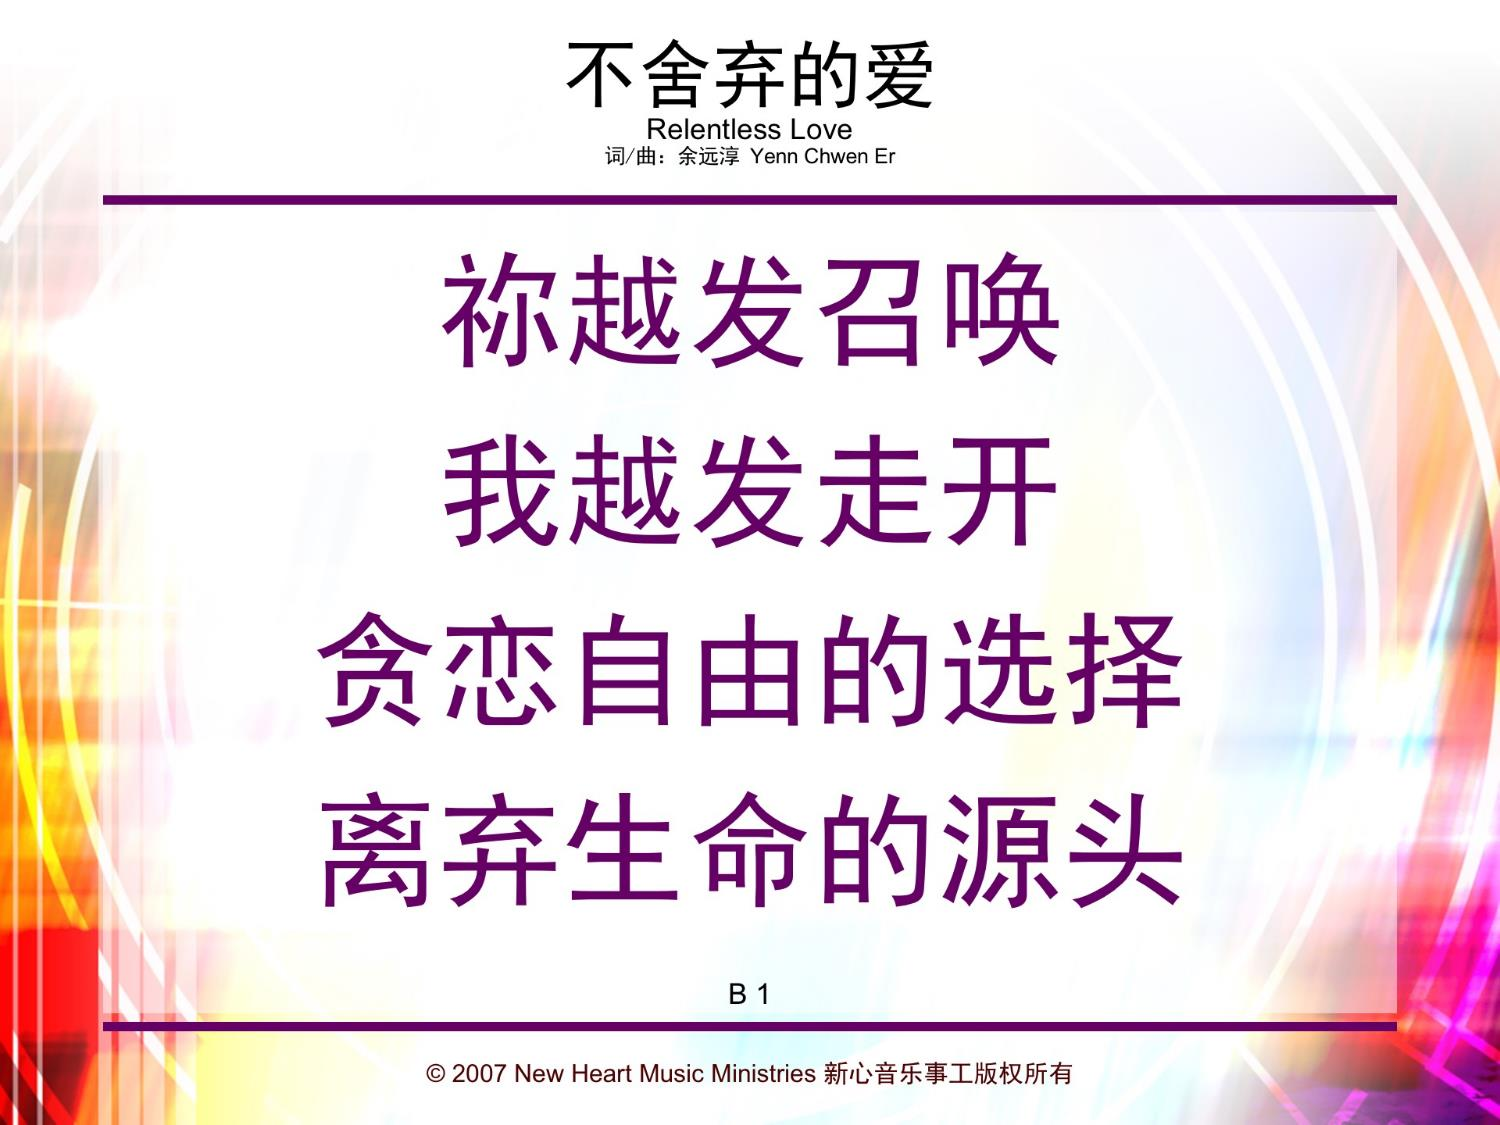 不舍弃的爱
Relentless Love
词/曲：余远淳 Yenn Chwen Er
祢越发召唤
我越发走开
贪恋自由的选择
离弃生命的源头
B 1
© 2007 New Heart Music Ministries 新心音乐事工版权所有